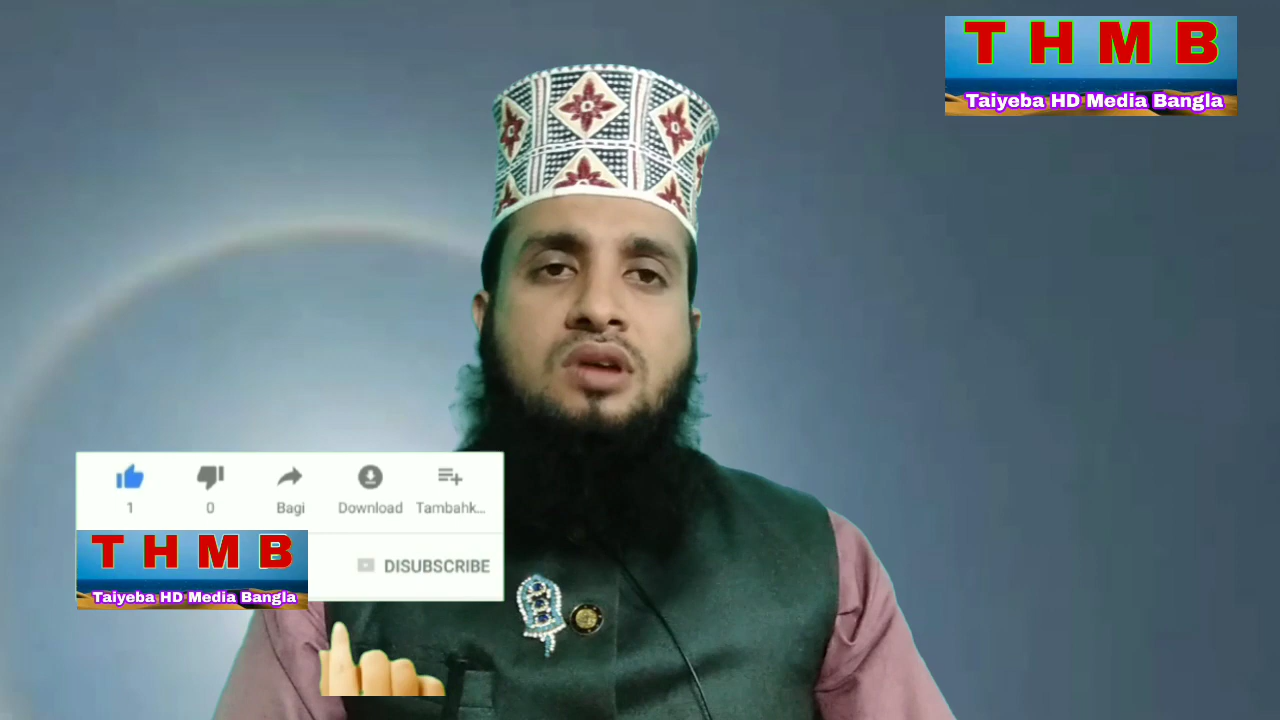 T H M B
Taiyeba HD Media Bangla
1
0
Bagi
Download
Tambahk...
DISUBSCRIBE
T H M B
Taiyeba HD Media Bangla